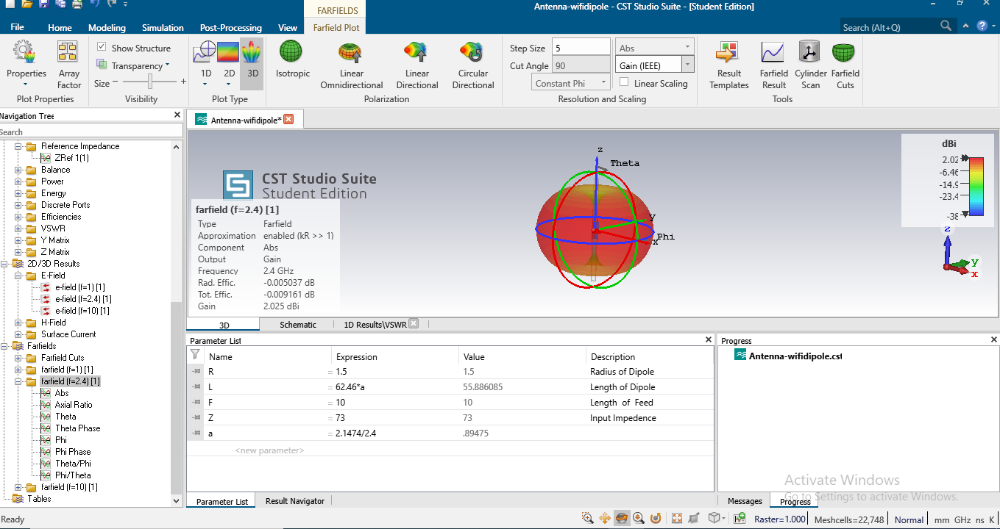 Antenna-wifidipole - CST Studio Suite - [Student Edition]
FARFIELDS
File Home Modeling Simulation Post-Processing View Farfield Plot
Search (Alt+Q)
Properties
Array Factor
Plot Properties
Show Structure
Transparency
Size − +
Visibility
1D 2D 3D
Plot Type
Isotropic
Linear Omnidirectional
Linear Directional
Circular Directional
Polarization
Step Size 5
Cut Angle 90
Constant Phi
Abs
Gain (IEEE)
Linear Scaling
Resolution and Scaling
Result Templates
Farfield Result
Cylinder Scan
Farfield Cuts
Tools
Navigation Tree
Search
Reference Impedance
ZRef 1(1)
Balance
Power
Energy
Discrete Ports
Efficiencies
VSWR
Y Matrix
Z Matrix
2D/3D Results
E-Field
e-field (f=1) [1]
e-field (f=2.4) [1]
e-field (f=10) [1]
H-Field
Surface Current
Farfields
Farfield Cuts
farfield (f=1) [1]
farfield (f=2.4) [1]
Abs
Axial Ratio
Theta
Theta Phase
Phi
Phi Phase
Theta/Phi
Phi/Theta
farfield (f=10) [1]
Tables
Antenna-wifidipole*
CST Studio Suite
Student Edition
farfield (f=2.4) [1]
Type Farfield
Approximation enabled (kR >> 1)
Component Abs
Output Gain
Frequency 2.4 GHz
Rad. Effic. -0.005037 dB
Tot. Effic. -0.009161 dB
Gain 2.025 dBi
z
Theta
y
Phi
x
dBi
2.02
-6.46
-14.9
-23.4
-38
z
y
x
3D Schematic 1D Results\VSWR
Parameter List
Name Expression Value Description
R = 1.5 1.5 Radius of Dipole
L = 62.46*a 55.886085 Length of Dipole
F = 10 10 Length of Feed
Z = 73 73 Input Impedence
a = 2.1474/2.4 .89475
<new parameter>
Parameter List Result Navigator
Progress
Antenna-wifidipole.cst
Activate Windows
Go to Settings to activate Windows.
Messages Progress
Ready
Raster=1.000 Meshcells=22,748 Normal mm GHz ns K